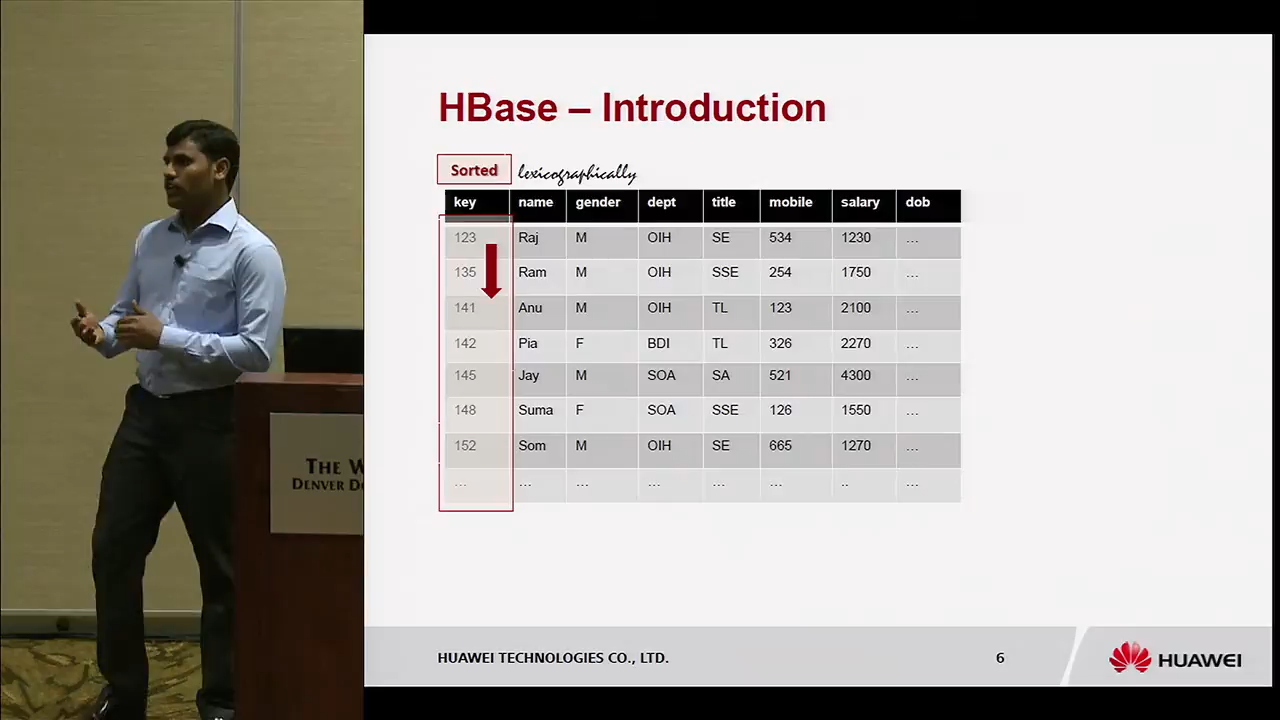 HBase – Introduction
Sorted lexicographically
key name gender dept title mobile salary dob
123 Raj M OIH SE 534 1230 ...
135 Ram M OIH SSE 254 1750 ...
141 Anu M OIH TL 123 2100 ...
142 Pia F BDI TL 326 2270 ...
145 Jay M SOA SA 521 4300 ...
148 Suma F SOA SSE 126 1550 ...
152 Som M OIH SE 665 1270 ...
... ... ... ... ... ... .. ...
HUAWEI TECHNOLOGIES CO., LTD.
6
HUAWEI
THE W
DENVER D